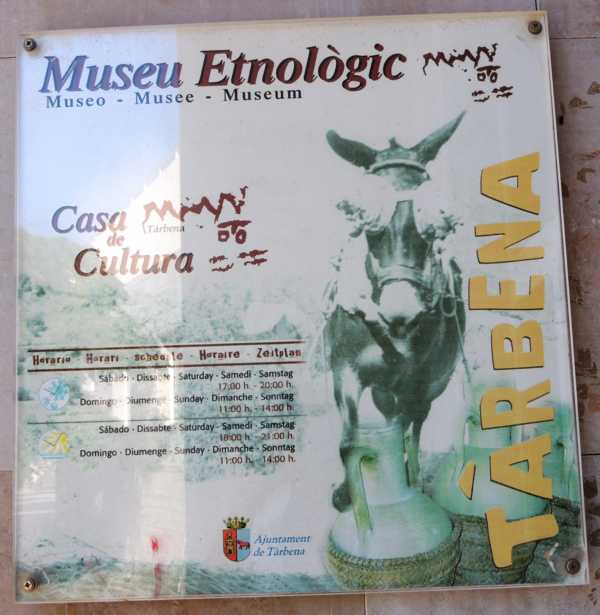 Museu Etnològic
Museo - Musee - Museum
Casa
de
Cultura
Tàrbena
TÀRBENA
Horario - Horari - Schedule - Horaire - Zeitplan
Sábado - Dissabte - Saturday - Samedi - Samstag
17:00 h. - 20:00 h.
Domingo - Diumenge - Sunday - Dimanche - Sonntag
11:00 h. - 14:00 h.
Sábado - Dissabte - Saturday - Samedi - Samstag
18:00 h. - 21:00 h.
Domingo - Diumenge - Sunday - Dimanche - Sonntag
11:00 h. - 14:00 h.
Ajuntament
de Tàrbena